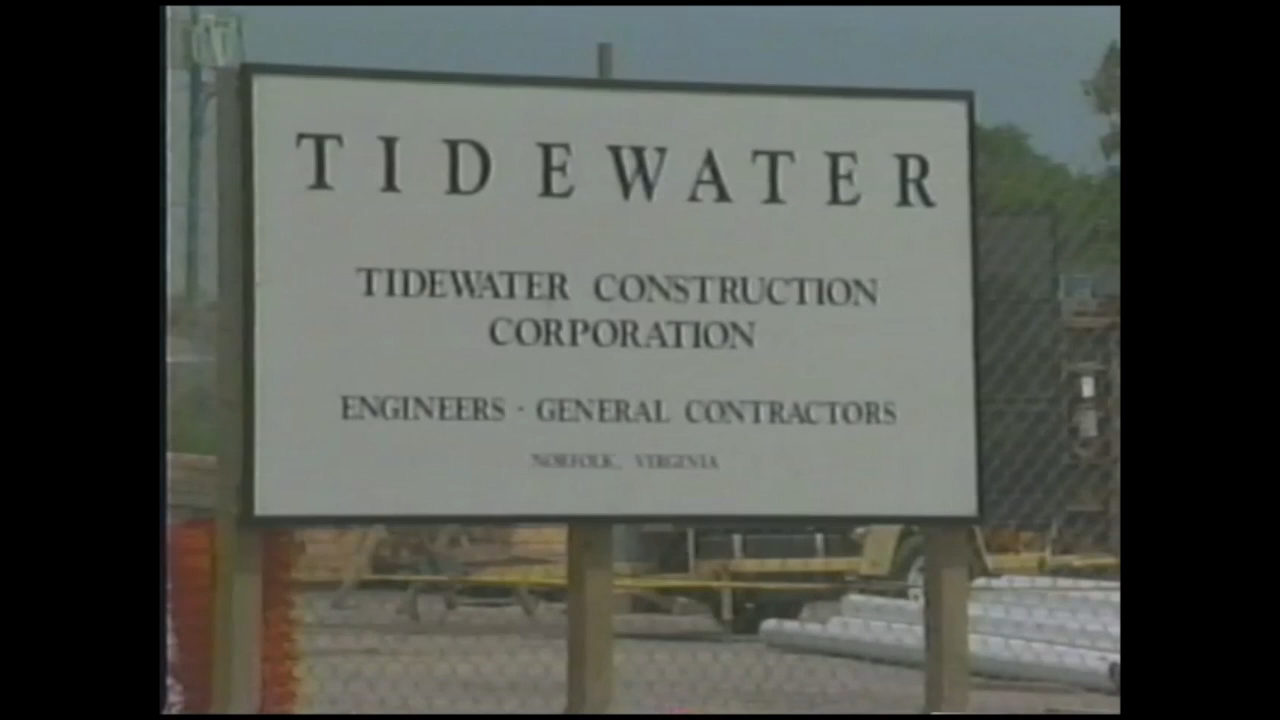 TIDEWATER
TIDEWATER CONSTRUCTION
CORPORATION
ENGINEERS · GENERAL CONTRACTORS
NORFOLK, VIRGINIA